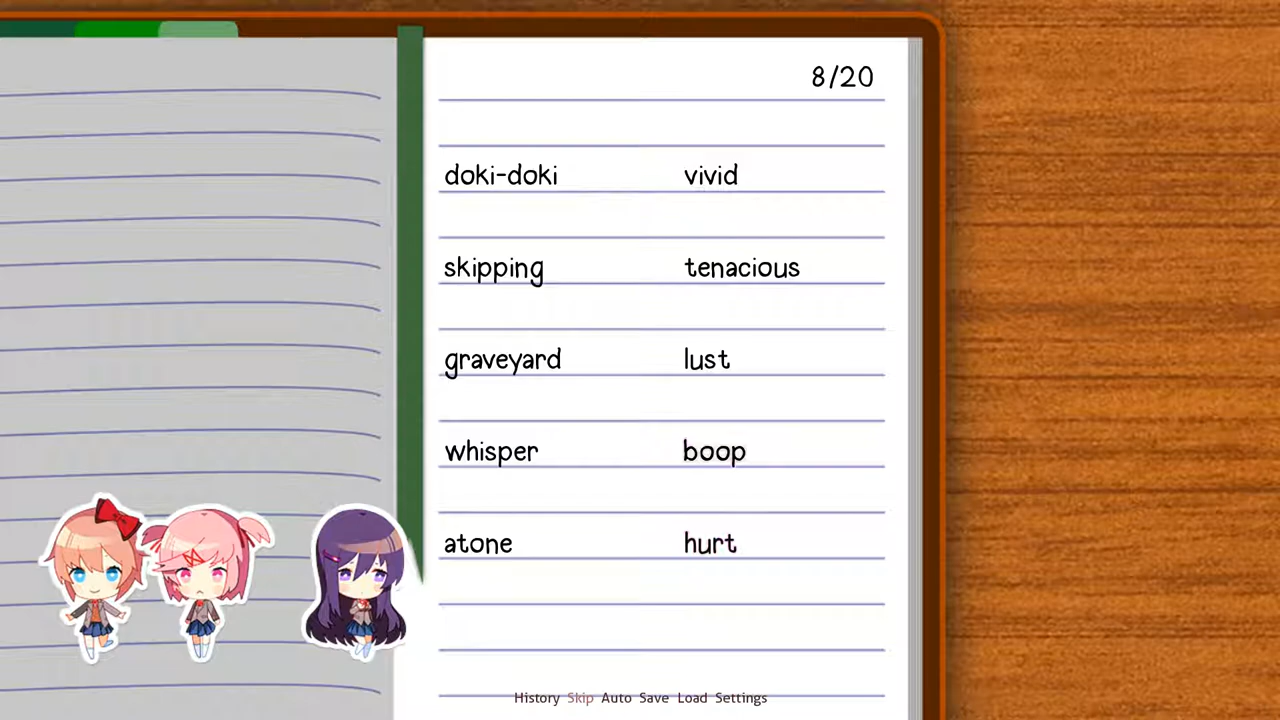 8/20
doki-doki vivid
skipping tenacious
graveyard lust
whisper boop
atone hurt
History Skip Auto Save Load Settings